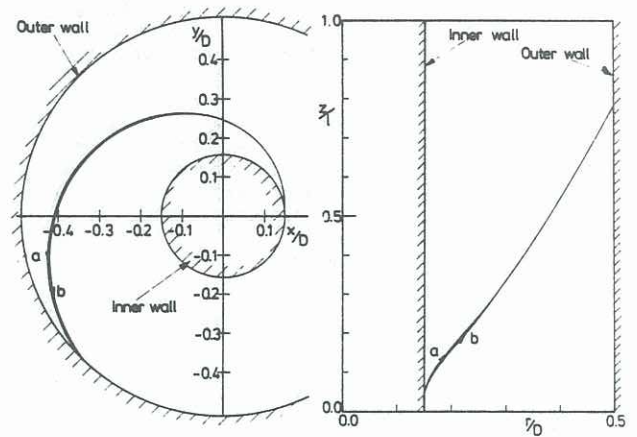 Outer wall
y/D
0.4
0.3
0.2
0.1
-0.4 -0.3 -0.2 -0.1 0.1 x/D
-0.1
-0.2
-0.3
-0.4
a
b
Inner wall
1.0
Inner wall
Outer wall
0.5
a
b
0.0
0.0 0.2 r/D 0.5